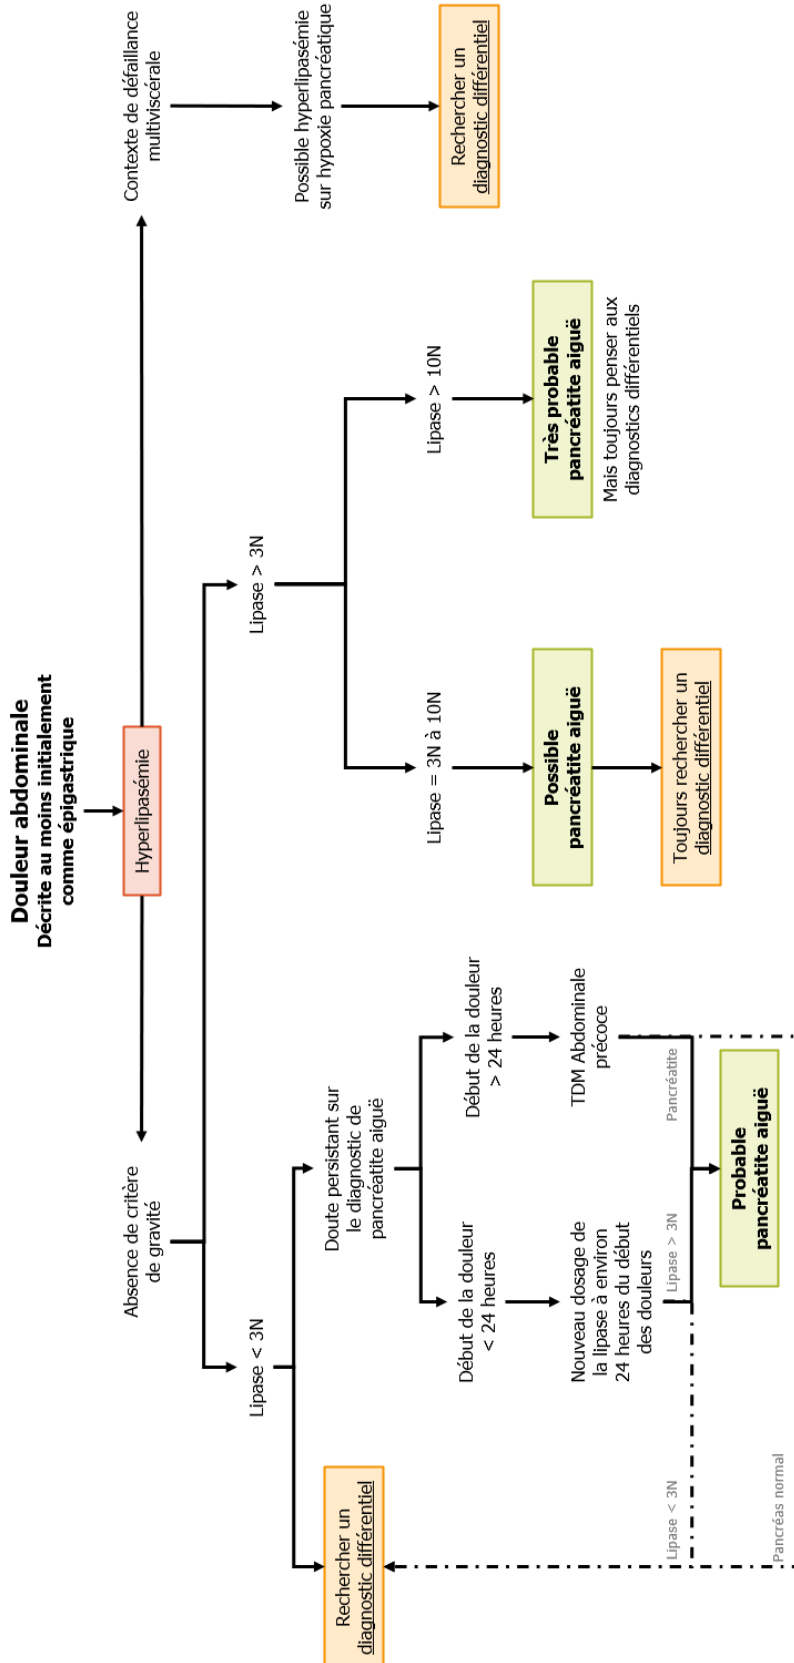 Douleur abdominale
Décrite au moins initialement
comme épigastrique
Hyperlipasémie
Absence de critère
de gravité
Contexte de défaillance
multiviscérale
Lipase < 3N
Lipase > 3N
Possible hyperlipasémie
sur hypoxie pancréatique
Rechercher un
diagnostic différentiel
Doute persistant sur
le diagnostic de
pancréatite aiguë
Lipase = 3N à 10N
Lipase > 10N
Rechercher un
diagnostic différentiel
Début de la douleur
< 24 heures
Début de la douleur
> 24 heures
Possible
pancréatite aiguë
Très probable
pancréatite aiguë
Mais toujours penser aux
diagnostics différentiels
Nouveau dosage de
la lipase à environ
24 heures du début
des douleurs
TDM Abdominale
précoce
Toujours rechercher un
diagnostic différentiel
Lipase < 3N
Lipase > 3N
Pancréatite
Probable
pancréatite aiguë
Pancréas normal